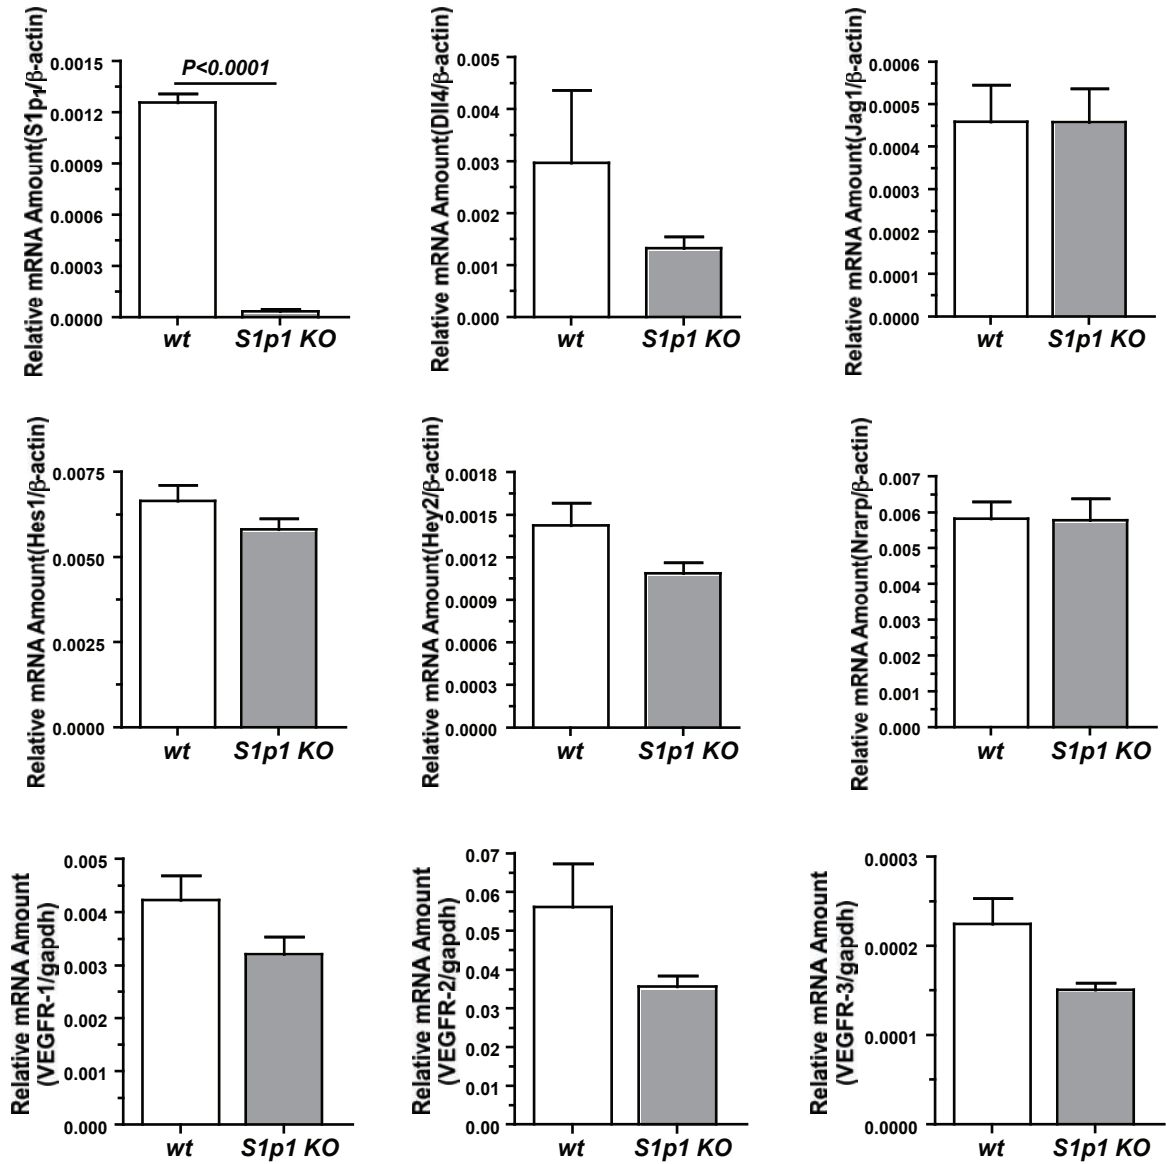 Relative mRNA Amount(S1p1/β-actin)
0.0015
0.0012
0.0009
0.0006
0.0003
0.0000
P<0.0001
wt S1p1 KO
Relative mRNA Amount(Dll4/β-actin)
0.005
0.004
0.003
0.002
0.001
0.000
wt S1p1 KO
Relative mRNA Amount(Jag1/β-actin)
0.0006
0.0005
0.0004
0.0003
0.0002
0.0001
0.0000
wt S1p1 KO
Relative mRNA Amount(Hes1/β-actin)
0.0075
0.0050
0.0025
0.0000
wt S1p1 KO
Relative mRNA Amount(Hey2/β-actin)
0.0018
0.0015
0.0012
0.0009
0.0006
0.0003
0.0000
wt S1p1 KO
Relative mRNA Amount(Nrarp/β-actin)
0.007
0.006
0.005
0.004
0.003
0.002
0.001
0.000
wt S1p1 KO
Relative mRNA Amount
(VEGFR-1/gapdh)
0.005
0.004
0.003
0.002
0.001
0.000
wt S1p1 KO
Relative mRNA Amount
(VEGFR-2/gapdh)
0.07
0.06
0.05
0.04
0.03
0.02
0.01
0.00
wt S1p1 KO
Relative mRNA Amount
(VEGFR-3/gapdh)
0.0003
0.0002
0.0001
0.0000
wt S1p1 KO